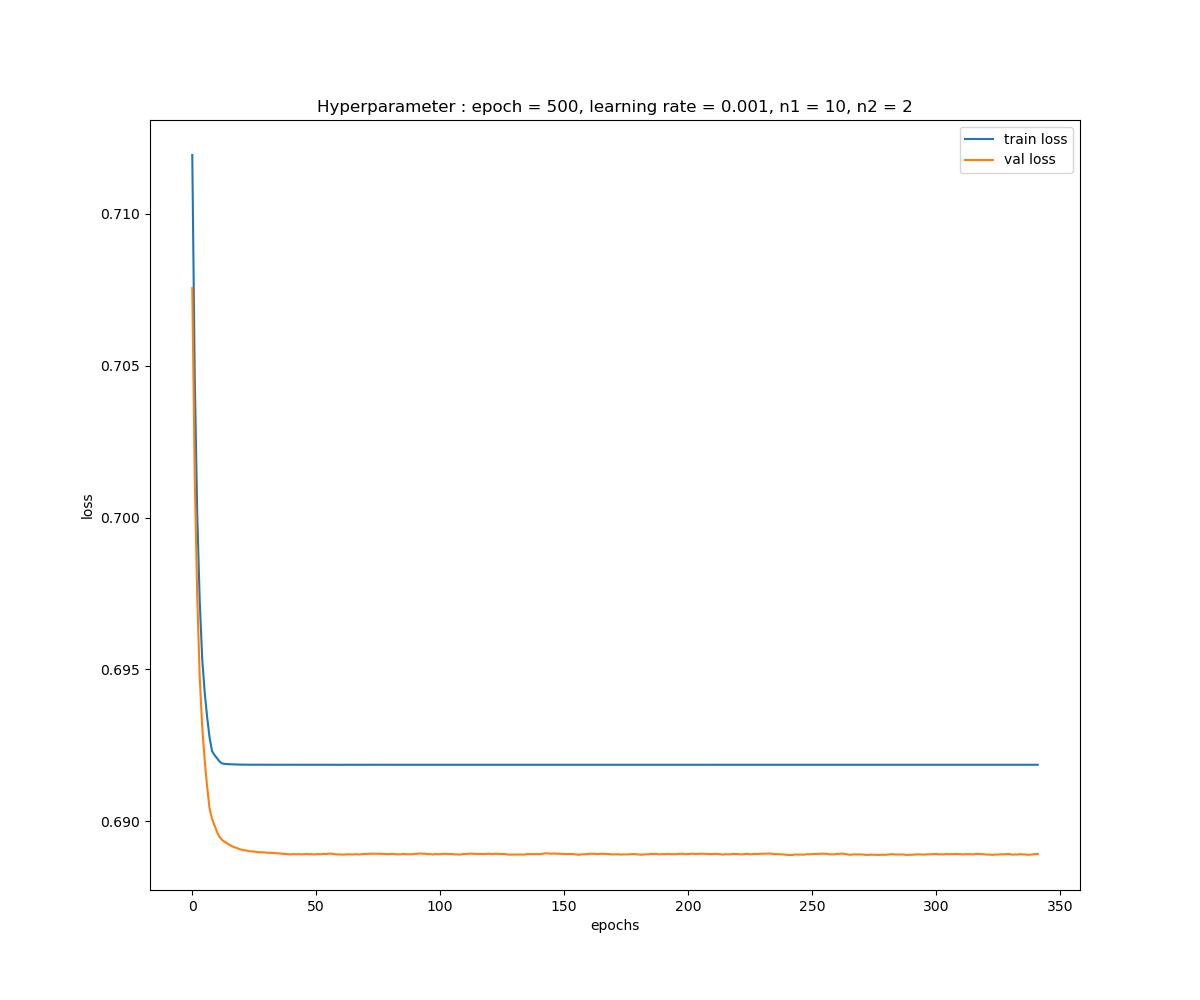 Hyperparameter : epoch = 500, learning rate = 0.001, n1 = 10, n2 = 2
train loss
val loss
0.710
0.705
0.700
0.695
0.690
loss
0 50 100 150 200 250 300 350
epochs